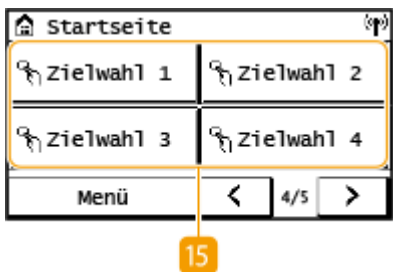 Startseite
Zielwahl 1 Zielwahl 2
Zielwahl 3 Zielwahl 4
Menü < 4/5 >
15